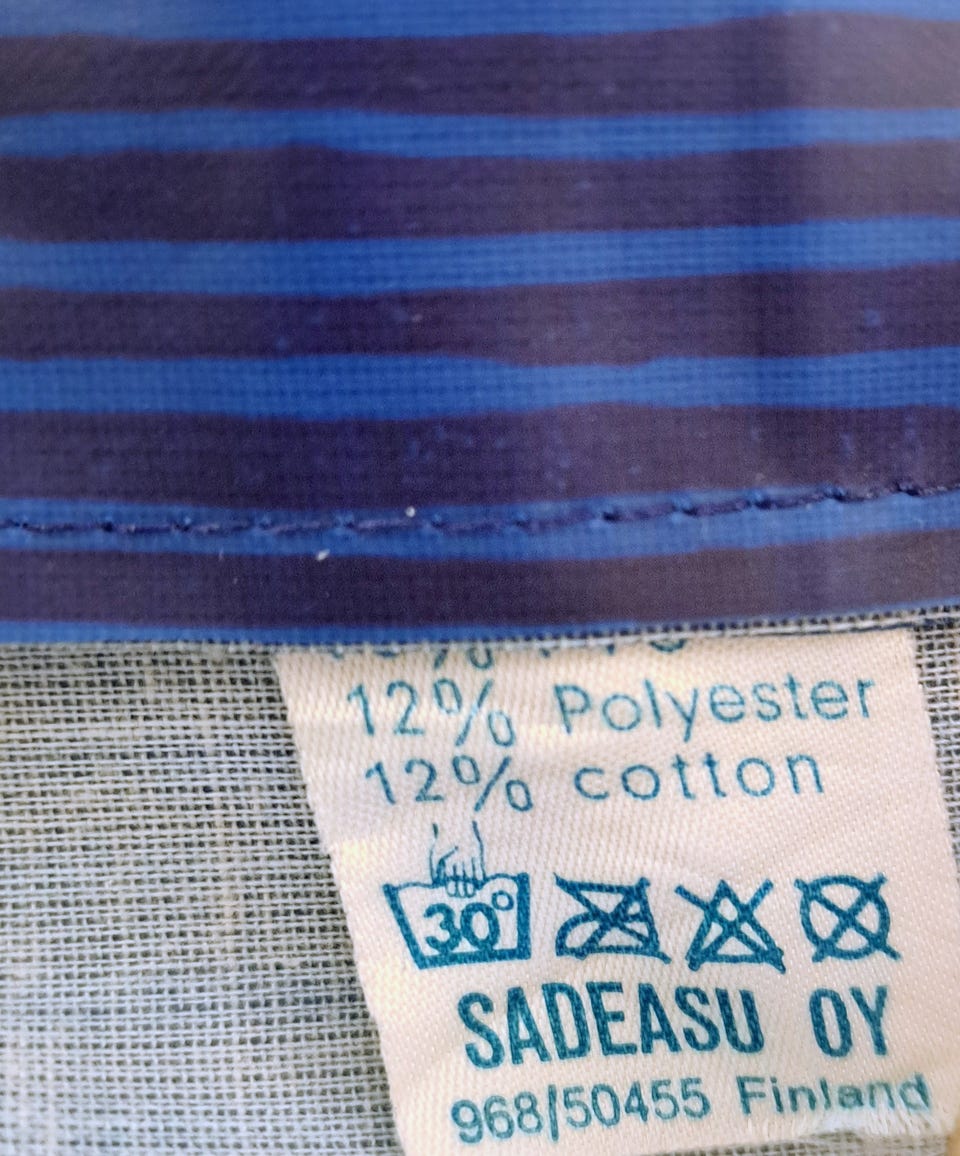 12% Polyester
12% cotton
30°
SADEASU OY
968/50455 Finland